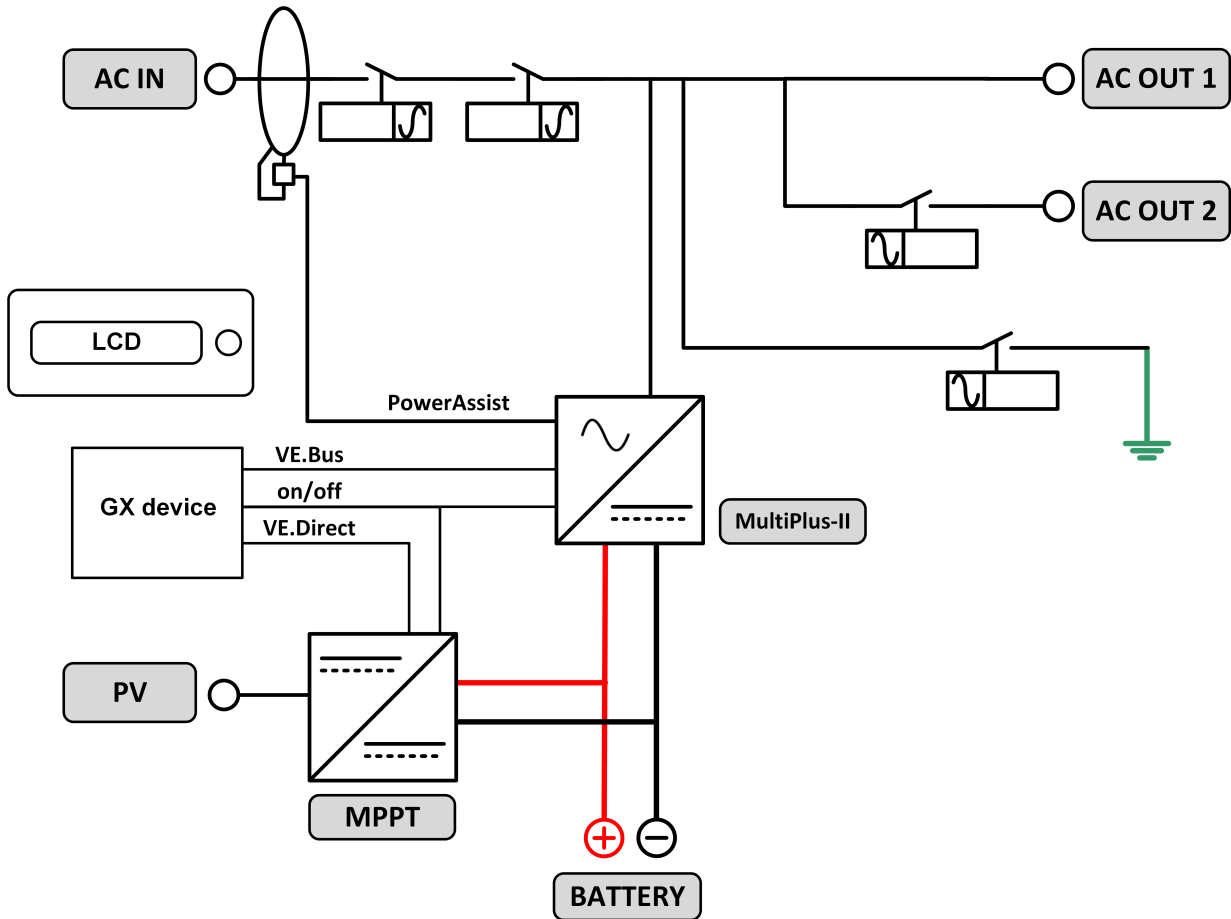 AC IN
AC OUT 1
AC OUT 2
LCD
PowerAssist
VE.Bus
GX device
on/off
MultiPlus-II
VE.Direct
PV
MPPT
BATTERY